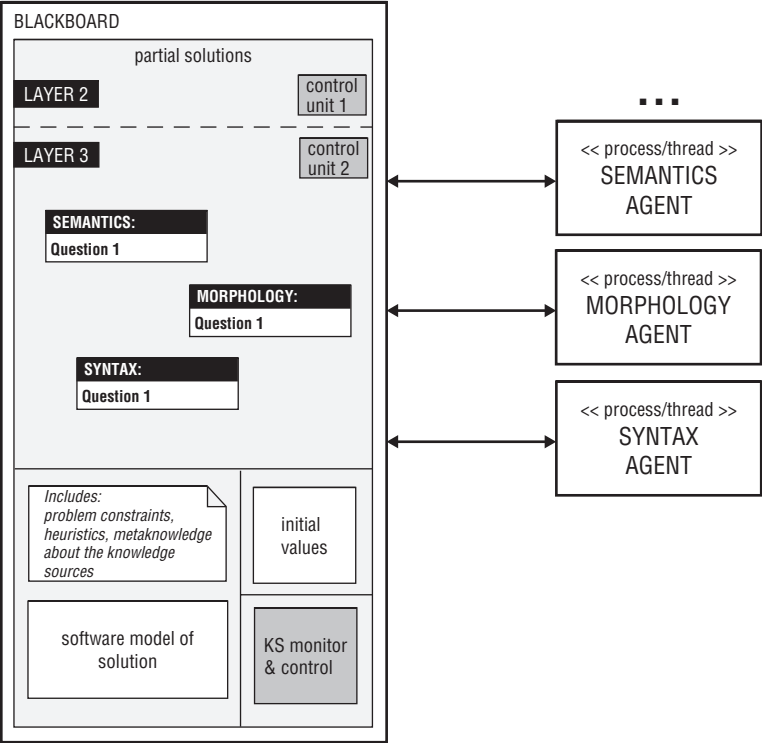 BLACKBOARD
partial solutions
LAYER 2
control
unit 1
LAYER 3
control
unit 2
SEMANTICS:
Question 1
MORPHOLOGY:
Question 1
SYNTAX:
Question 1
Includes:
problem constraints,
heuristics, metaknowledge
about the knowledge
sources
initial
values
software model of
solution
KS monitor
& control
...
<< process/thread >>
SEMANTICS
AGENT
<< process/thread >>
MORPHOLOGY
AGENT
<< process/thread >>
SYNTAX
AGENT